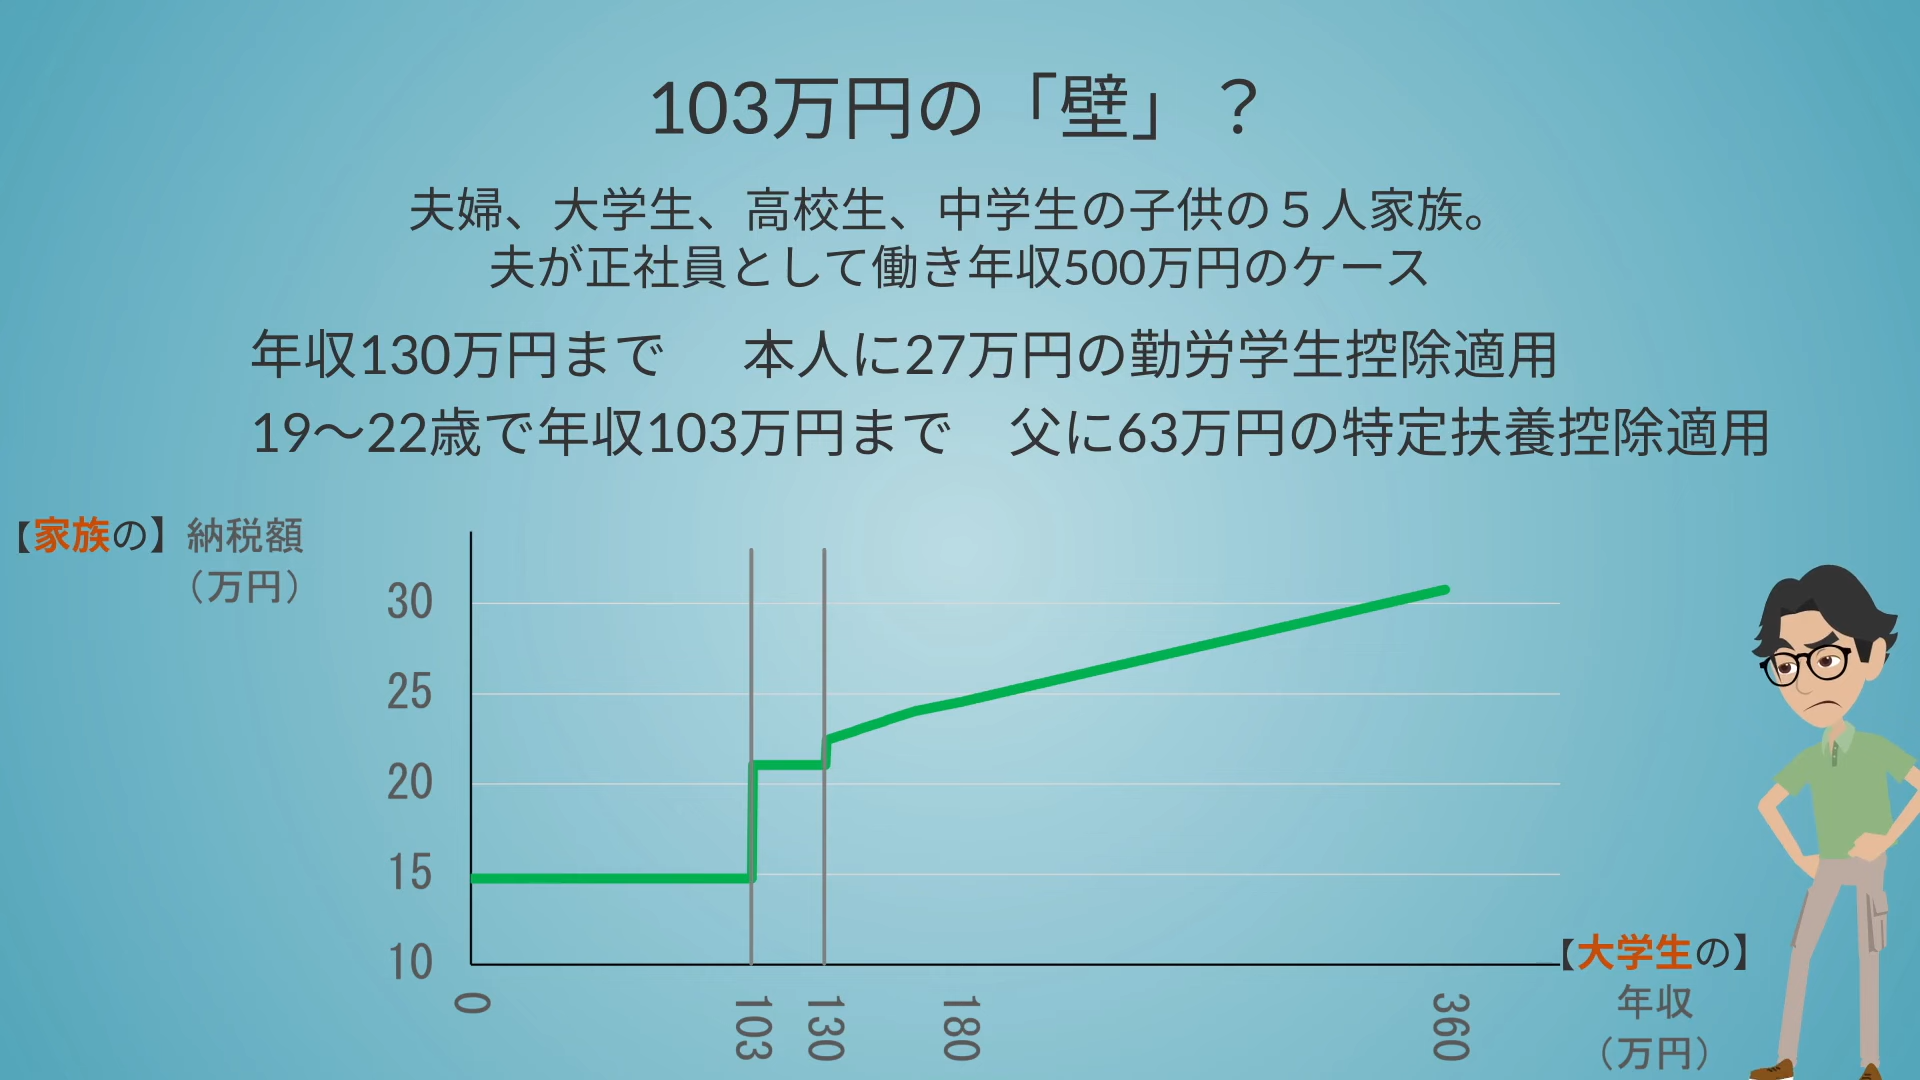 103万円の「壁」？
夫婦、大学生、高校生、中学生の子供の５人家族。
夫が正社員として働き年収500万円のケース
年収130万円まで　本人に27万円の勤労学生控除適用
19～22歳で年収103万円まで　父に63万円の特定扶養控除適用
【家族の】納税額
（万円）
30
25
20
15
10
0
103
130
180
360
【大学生の】
年収
（万円）